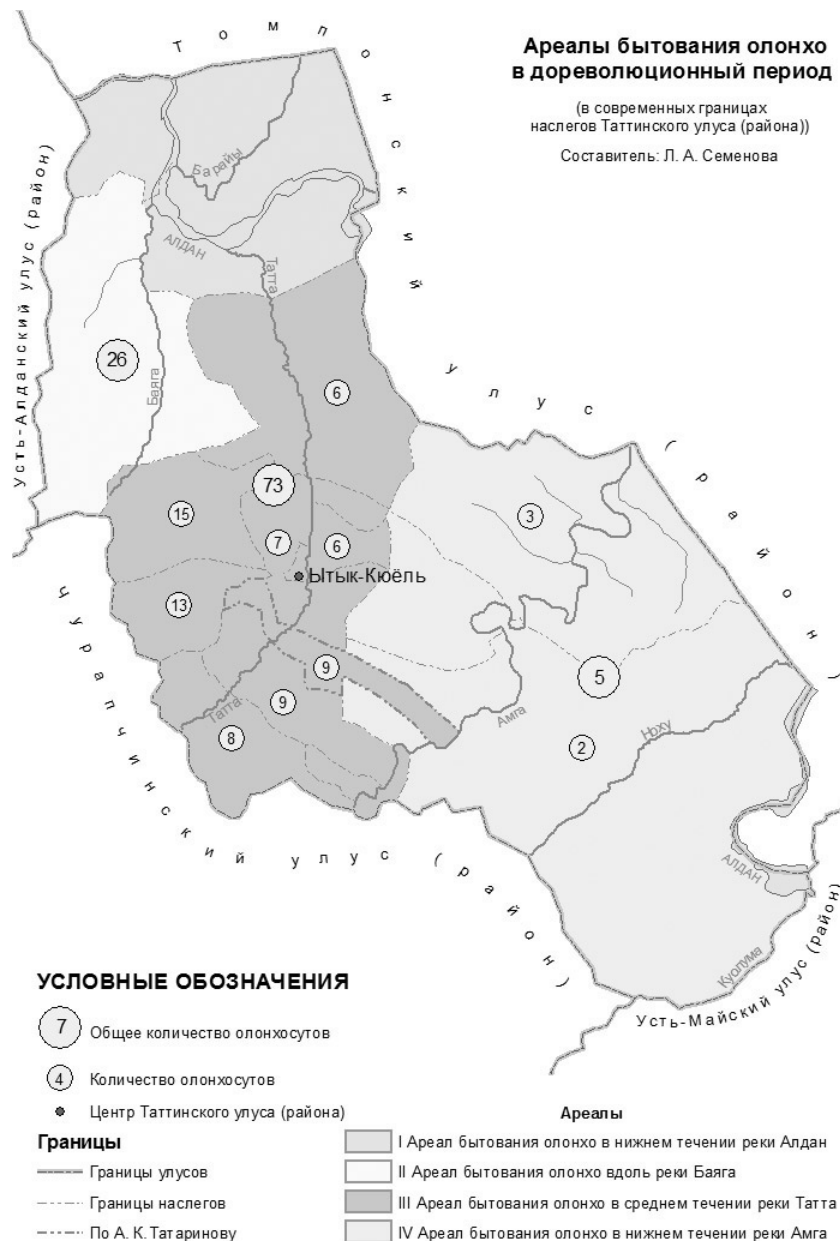 Ареалы бытования олонхо
в дореволюционный период
(в современных границах
наслегов Таттинского улуса (района))
Составитель: Л. А. Семенова
Томпонский улус (район)
Усть-Алданский улус (район)
Чурапчинский улус (район)
Усть-Майский улус (район)
Барайы
АЛДАН
Татта
Баяга
26
6
73
15
7
6
3
Ытык-Кюёль
13
9
5
9
Татта
8
Амга
Ноху
2
АЛДАН
Куолума
УСЛОВНЫЕ ОБОЗНАЧЕНИЯ
7 Общее количество олонхосутов
4 Количество олонхосутов
Центр Таттинского улуса (района)
Границы
Границы улусов
Границы наслегов
По А. К. Татаринову
Ареалы
I Ареал бытования олонхо в нижнем течении реки Алдан
II Ареал бытования олонхо вдоль реки Баяга
III Ареал бытования олонхо в среднем течении реки Татта
IV Ареал бытования олонхо в нижнем течении реки Амга